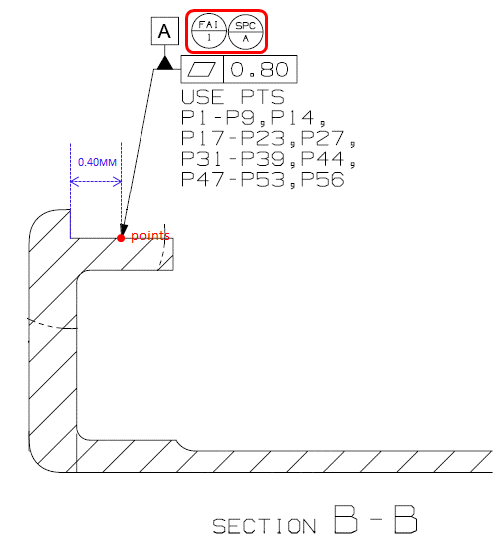 A
FAI
1
SPC
A
0.80
USE PTS
P1-P9,P14,
P17-P23,P27,
P31-P39,P44,
P47-P53,P56
0.40MM
points
SECTION B-B